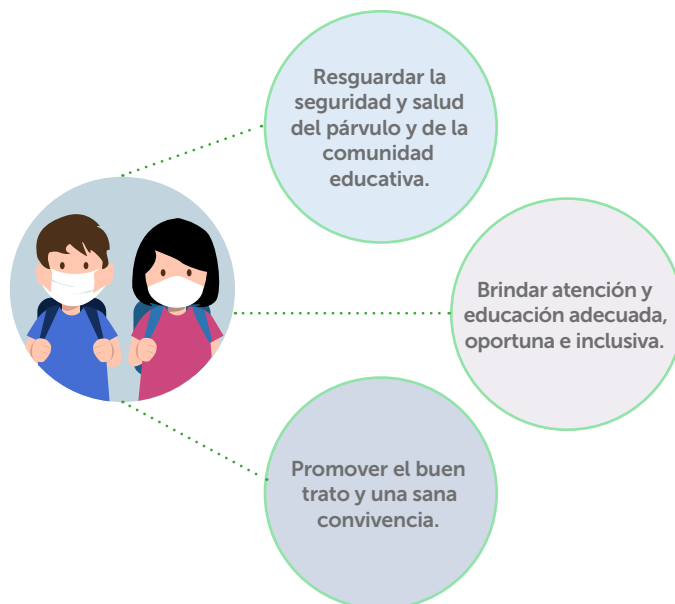 Resguardar la
seguridad y salud
del párvulo y de la
comunidad
educativa.
Brindar atención y
educación adecuada,
oportuna e inclusiva.
Promover el buen
trato y una sana
convivencia.